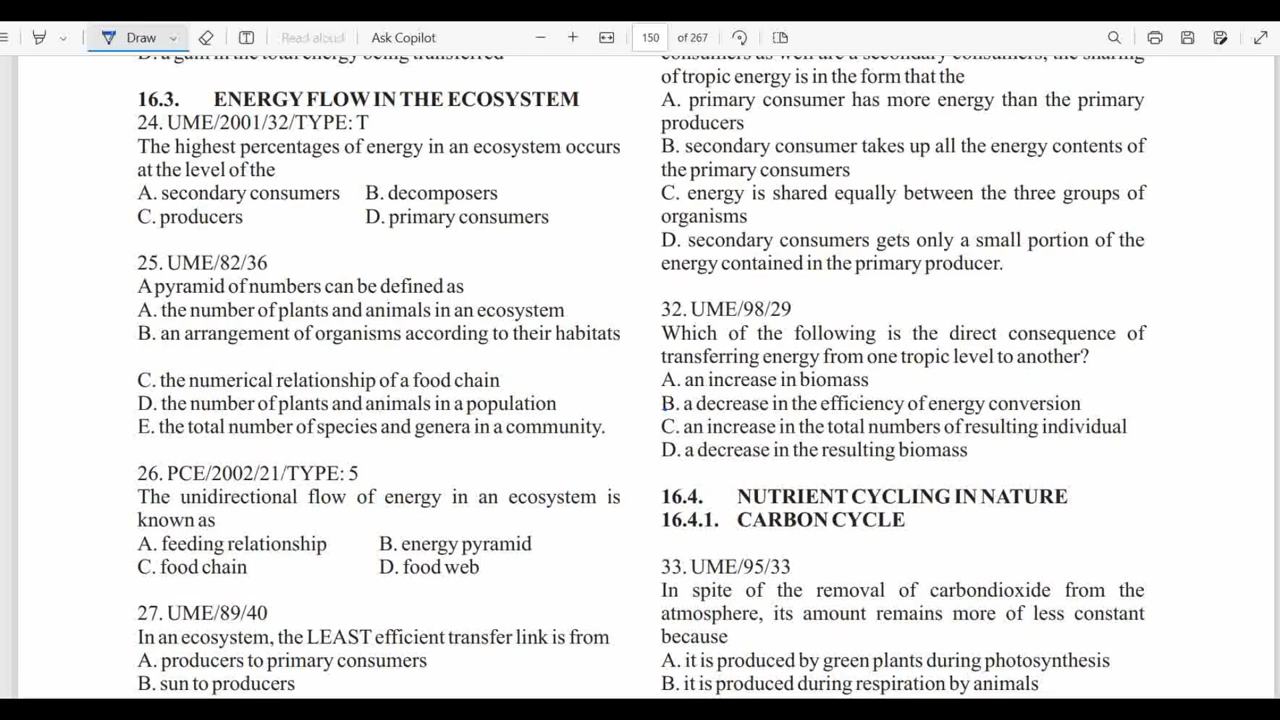 Draw
Read aloud
Ask Copilot
150
of 267
D. a gain in the total energy being transferred
16.3. ENERGY FLOW IN THE ECOSYSTEM
24. UME/2001/32/TYPE: T
The highest percentages of energy in an ecosystem occurs
at the level of the
A. secondary consumers B. decomposers
C. producers D. primary consumers
25. UME/82/36
A pyramid of numbers can be defined as
A. the number of plants and animals in an ecosystem
B. an arrangement of organisms according to their habitats
C. the numerical relationship of a food chain
D. the number of plants and animals in a population
E. the total number of species and genera in a community.
26. PCE/2002/21/TYPE: 5
The unidirectional flow of energy in an ecosystem is
known as
A. feeding relationship B. energy pyramid
C. food chain D. food web
27. UME/89/40
In an ecosystem, the LEAST efficient transfer link is from
A. producers to primary consumers
B. sun to producers
consumers as well are a secondary consumers, the sharing
of tropic energy is in the form that the
A. primary consumer has more energy than the primary
producers
B. secondary consumer takes up all the energy contents of
the primary consumers
C. energy is shared equally between the three groups of
organisms
D. secondary consumers gets only a small portion of the
energy contained in the primary producer.
32. UME/98/29
Which of the following is the direct consequence of
transferring energy from one tropic level to another?
A. an increase in biomass
B. a decrease in the efficiency of energy conversion
C. an increase in the total numbers of resulting individual
D. a decrease in the resulting biomass
16.4. NUTRIENT CYCLING IN NATURE
16.4.1. CARBON CYCLE
33. UME/95/33
In spite of the removal of carbondioxide from the
atmosphere, its amount remains more of less constant
because
A. it is produced by green plants during photosynthesis
B. it is produced during respiration by animals